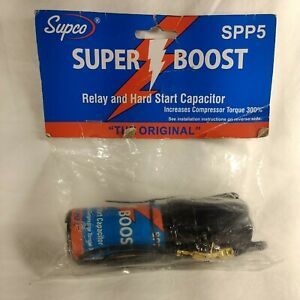 Supco®
SPP5
SUPER BOOST
Relay and Hard Start Capacitor
Increases Compressor Torque 300%
See installation instructions on reverse side.
"THE ORIGINAL"
BOOS